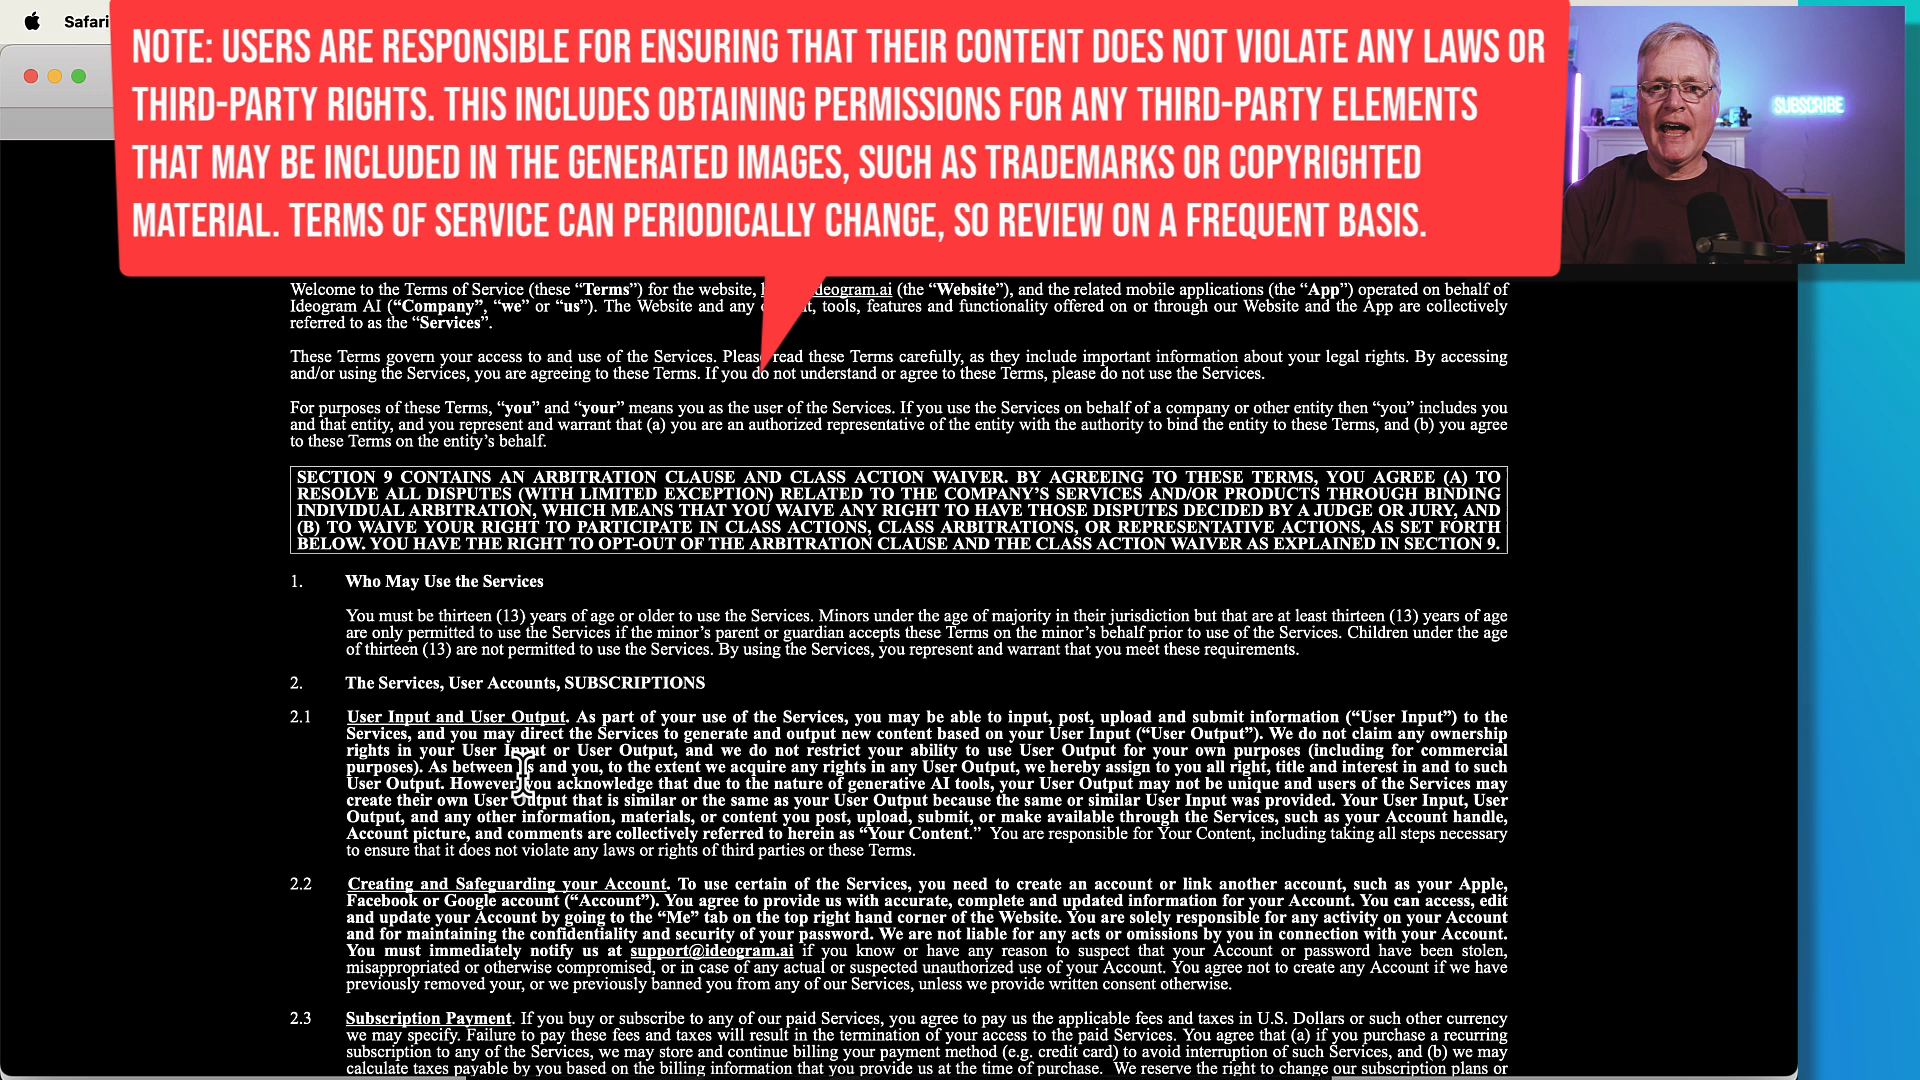 Safari
NOTE: USERS ARE RESPONSIBLE FOR ENSURING THAT THEIR CONTENT DOES NOT VIOLATE ANY LAWS OR
THIRD-PARTY RIGHTS. THIS INCLUDES OBTAINING PERMISSIONS FOR ANY THIRD-PARTY ELEMENTS
THAT MAY BE INCLUDED IN THE GENERATED IMAGES, SUCH AS TRADEMARKS OR COPYRIGHTED
MATERIAL. TERMS OF SERVICE CAN PERIODICALLY CHANGE, SO REVIEW ON A FREQUENT BASIS.
SUBSCRIBE
Welcome to the Terms of Service (these “Terms”) for the website, deogram.ai (the “Website”), and the related mobile applications (the “App”) operated on behalf of
Ideogram AI (“Company”, “we” or “us”). The Website and any tools, features and functionality offered on or through our Website and the App are collectively
referred to as the “Services”.
These Terms govern your access to and use of the Services. Please read these Terms carefully, as they include important information about your legal rights. By accessing
and/or using the Services, you are agreeing to these Terms. If you do not understand or agree to these Terms, please do not use the Services.
For purposes of these Terms, “you” and “your” means you as the user of the Services. If you use the Services on behalf of a company or other entity then “you” includes you
and that entity, and you represent and warrant that (a) you are an authorized representative of the entity with the authority to bind the entity to these Terms, and (b) you agree
to these Terms on the entity’s behalf.
SECTION 9 CONTAINS AN ARBITRATION CLAUSE AND CLASS ACTION WAIVER. BY AGREEING TO THESE TERMS, YOU AGREE (A) TO
RESOLVE ALL DISPUTES (WITH LIMITED EXCEPTION) RELATED TO THE COMPANY’S SERVICES AND/OR PRODUCTS THROUGH BINDING
INDIVIDUAL ARBITRATION, WHICH MEANS THAT YOU WAIVE ANY RIGHT TO HAVE THOSE DISPUTES DECIDED BY A JUDGE OR JURY, AND
(B) TO WAIVE YOUR RIGHT TO PARTICIPATE IN CLASS ACTIONS, CLASS ARBITRATIONS, OR REPRESENTATIVE ACTIONS, AS SET FORTH
BELOW. YOU HAVE THE RIGHT TO OPT-OUT OF THE ARBITRATION CLAUSE AND THE CLASS ACTION WAIVER AS EXPLAINED IN SECTION 9.
1. Who May Use the Services
You must be thirteen (13) years of age or older to use the Services. Minors under the age of majority in their jurisdiction but that are at least thirteen (13) years of age
are only permitted to use the Services if the minor’s parent or guardian accepts these Terms on the minor’s behalf prior to use of the Services. Children under the age
of thirteen (13) are not permitted to use the Services. By using the Services, you represent and warrant that you meet these requirements.
2. The Services, User Accounts, SUBSCRIPTIONS
2.1 User Input and User Output. As part of your use of the Services, you may be able to input, post, upload and submit information (“User Input”) to the
Services, and you may direct the Services to generate and output new content based on your User Input (“User Output”). We do not claim any ownership
rights in your User Input or User Output, and we do not restrict your ability to use User Output for your own purposes (including for commercial
purposes). As between us and you, to the extent we acquire any rights in any User Output, we hereby assign to you all right, title and interest in and to such
User Output. However, you acknowledge that due to the nature of generative AI tools, your User Output may not be unique and users of the Services may
create their own User Output that is similar or the same as your User Output because the same or similar User Input was provided. Your User Input, User
Output, and any other information, materials, or content you post, upload, submit, or make available through the Services, such as your Account handle,
Account picture, and comments are collectively referred to herein as “Your Content.” You are responsible for Your Content, including taking all steps necessary
to ensure that it does not violate any laws or rights of third parties or these Terms.
2.2 Creating and Safeguarding your Account. To use certain of the Services, you need to create an account or link another account, such as your Apple,
Facebook or Google account (“Account”). You agree to provide us with accurate, complete and updated information for your Account. You can access, edit
and update your Account by going to the “Me” tab on the top right hand corner of the Website. You are solely responsible for any activity on your Account
and for maintaining the confidentiality and security of your password. We are not liable for any acts or omissions by you in connection with your Account.
You must immediately notify us at support@ideogram.ai if you know or have any reason to suspect that your Account or password have been stolen,
misappropriated or otherwise compromised, or in case of any actual or suspected unauthorized use of your Account. You agree not to create any Account if we have
previously removed your, or we previously banned you from any of our Services, unless we provide written consent otherwise.
2.3 Subscription Payment. If you buy or subscribe to any of our paid Services, you agree to pay us the applicable fees and taxes in U.S. Dollars or such other currency
we may specify. Failure to pay these fees and taxes will result in the termination of your access to the paid Services. You agree that (a) if you purchase a recurring
subscription to any of the Services, we may store and continue billing your payment method (e.g. credit card) to avoid interruption of such Services, and (b) we may
calculate taxes payable by you based on the billing information that you provide us at the time of purchase. We reserve the right to change our subscription plans or